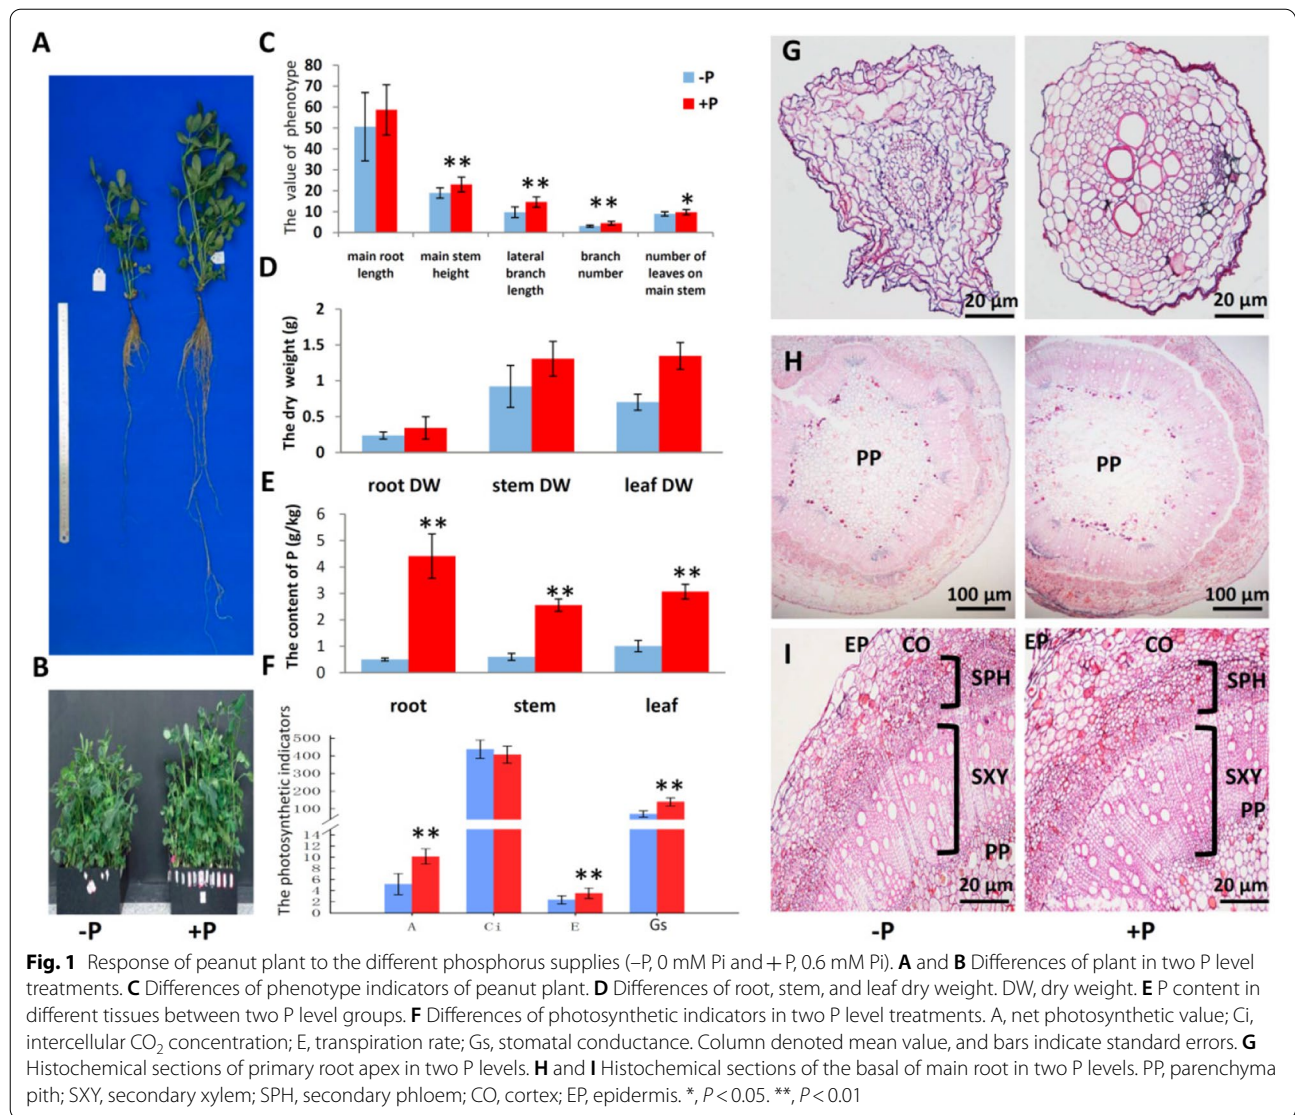 A
B
-P
+P
C
The value of phenotype
80
70
60
50
40
30
20
10
0
-P
+P
**
**
**
*
main root length
main stem height
lateral branch length
branch number
number of leaves on main stem
D
The dry weight (g)
2
1.5
1
0.5
0
root DW
stem DW
leaf DW
E
The content of P (g/kg)
6
5
4
3
2
1
0
**
**
**
root
stem
leaf
F
The photosynthetic indicators
500
400
300
200
100
14
12
10
8
6
4
2
0
**
**
**
A
Ci
E
Gs
G
20 µm
20 µm
H
PP
100 µm
PP
100 µm
I
EP
CO
SPH
SXY
PP
20 µm
EP
CO
SPH
SXY
PP
20 µm
-P
+P
Fig. 1 Response of peanut plant to the different phosphorus supplies (–P, 0 mM Pi and + P, 0.6 mM Pi). A and B Differences of plant in two P level
treatments. C Differences of phenotype indicators of peanut plant. D Differences of root, stem, and leaf dry weight. DW, dry weight. E P content in
different tissues between two P level groups. F Differences of photosynthetic indicators in two P level treatments. A, net photosynthetic value; Ci,
intercellular CO₂ concentration; E, transpiration rate; Gs, stomatal conductance. Column denoted mean value, and bars indicate standard errors. G
Histochemical sections of primary root apex in two P levels. H and I Histochemical sections of the basal of main root in two P levels. PP, parenchyma
pith; SXY, secondary xylem; SPH, secondary phloem; CO, cortex; EP, epidermis. *, P < 0.05. **, P < 0.01